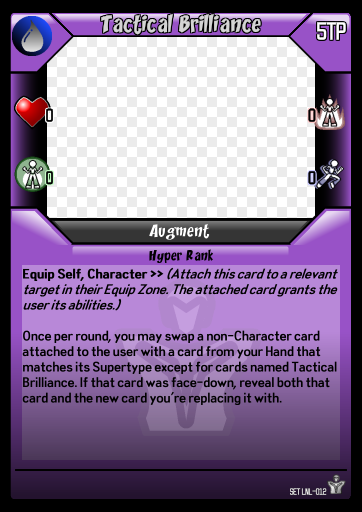 Tactical Brilliance
5TP
0
0
0
0
Augment
Hyper Rank
Equip Self, Character >> (Attach this card to a relevant
target in their Equip Zone. The attached card grants the
user its abilities.)
Once per round, you may swap a non-Character card
attached to the user with a card from your Hand that
matches its Supertype except for cards named Tactical
Brilliance. If that card was face-down, reveal both that
card and the new card you're replacing it with.
SET LNL-012